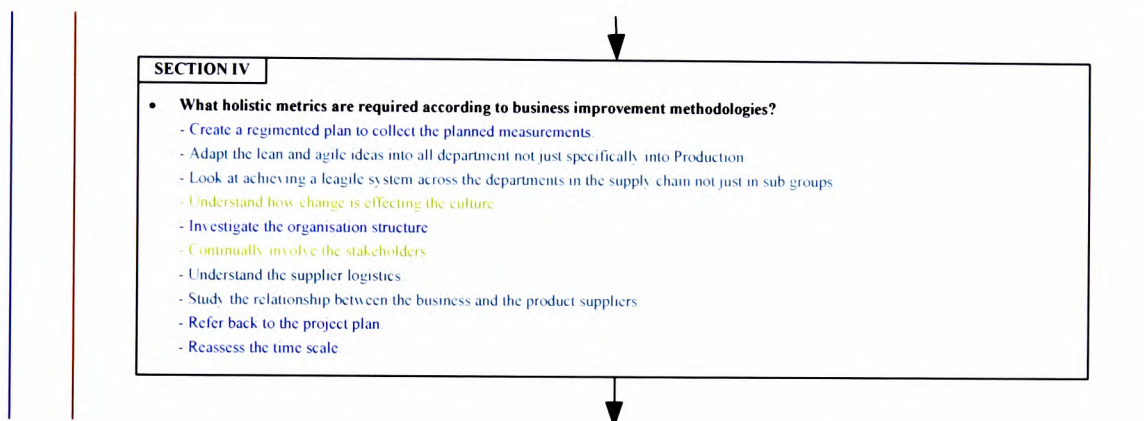 SECTION IV
• What holistic metrics are required according to business improvement methodologies?
- Create a regimented plan to collect the planned measurements
- Adapt the lean and agile ideas into all department not just specifically into Production
- Look at achieving a leagile system across the departments in the supply chain not just in sub groups
- Understand how change is effecting the culture
- Investigate the organisation structure
- Continually involve the stakeholders
- Understand the supplier logistics
- Study the relationship between the business and the product suppliers
- Refer back to the project plan
- Reassess the time scale